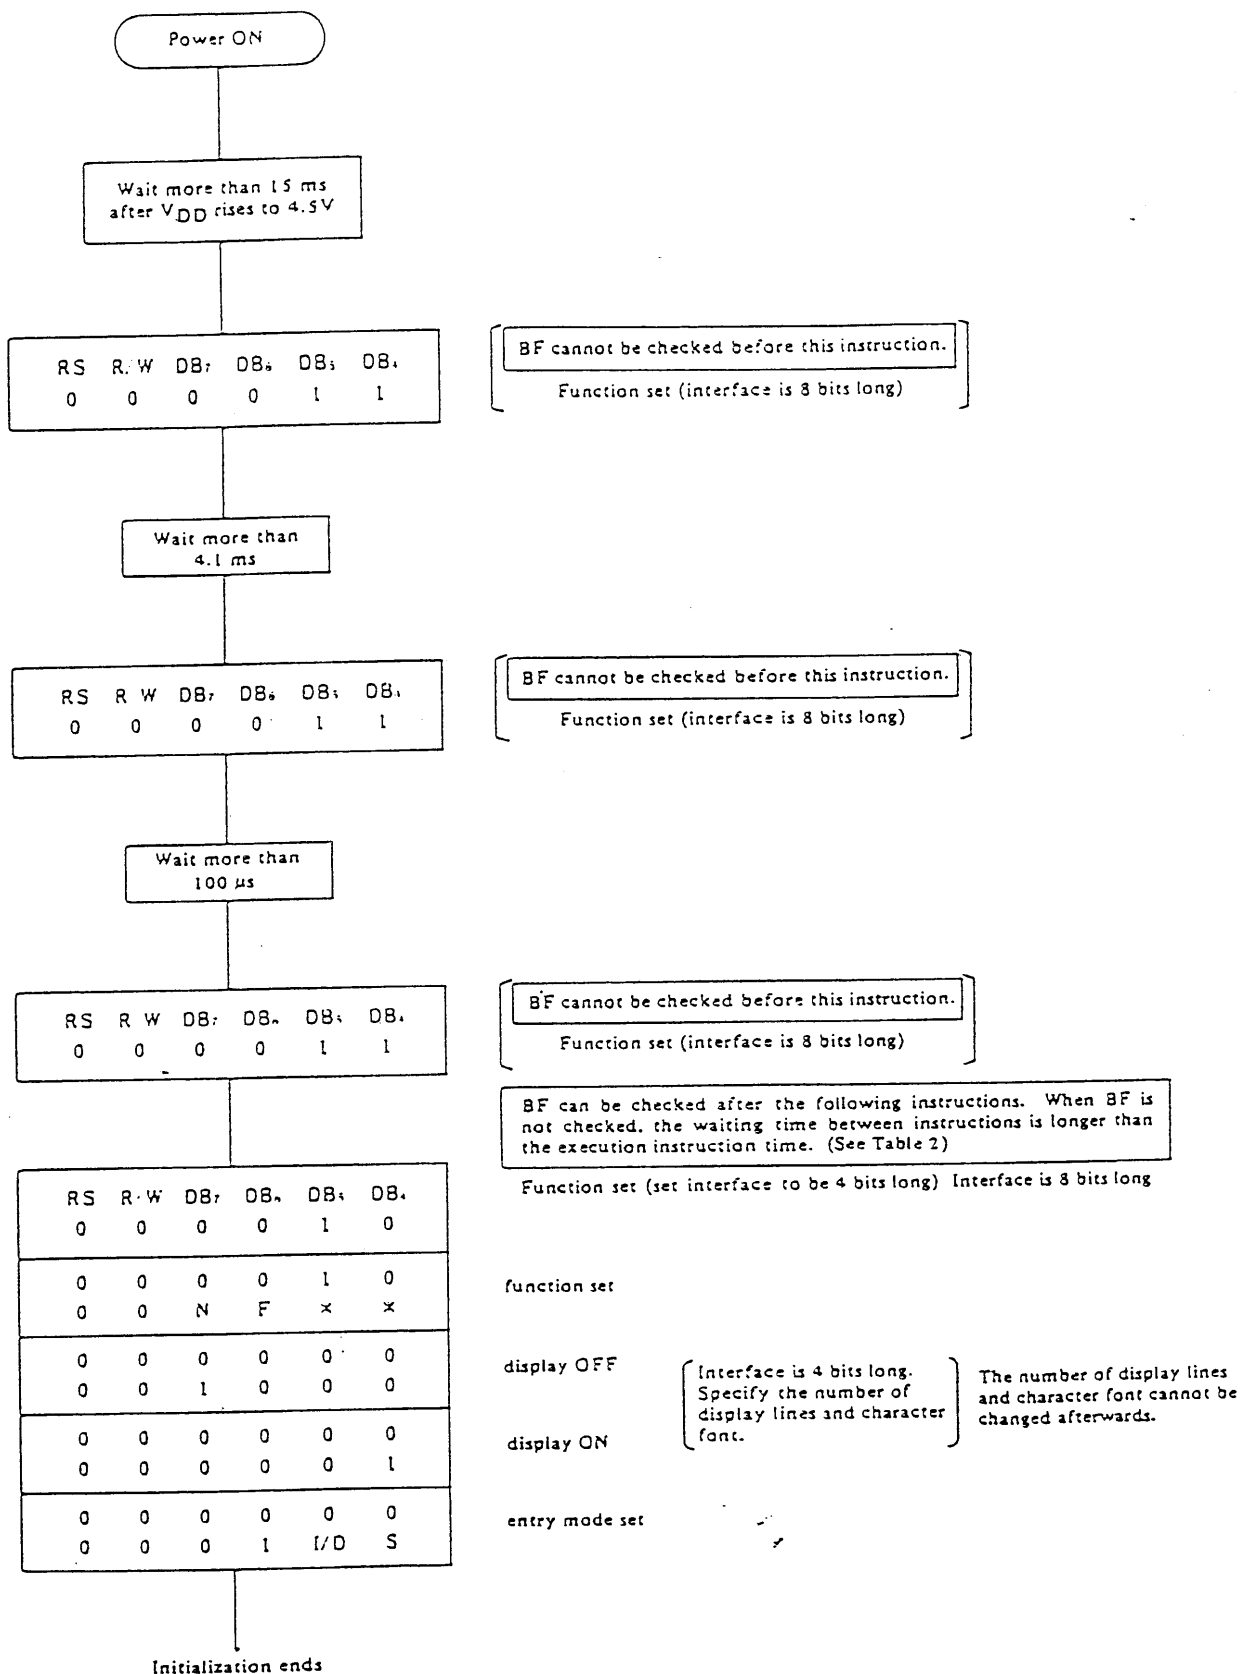 Power ON
Wait more than 15 ms
after VDD rises to 4.5V
RS R/W DB₇ DB₆ DB₅ DB₄
0 0 0 0 1 1
BF cannot be checked before this instruction.
Function set (interface is 8 bits long)
Wait more than
4.1 ms
RS R W DB₇ DB₆ DB₅ DB₄
0 0 0 0 1 1
BF cannot be checked before this instruction.
Function set (interface is 8 bits long)
Wait more than
100 µs
RS R W DB₇ DB₆ DB₅ DB₄
0 0 0 0 1 1
BF cannot be checked before this instruction.
Function set (interface is 8 bits long)
BF can be checked after the following instructions. When BF is
not checked, the waiting time between instructions is longer than
the execution instruction time. (See Table 2)
RS R/W DB₇ DB₆ DB₅ DB₄
0 0 0 0 1 0
Function set (set interface to be 4 bits long) Interface is 8 bits long
0 0 0 0 1 0
0 0 N F × ×
function set
0 0 0 0 0 0
0 0 1 0 0 0
display OFF
Interface is 4 bits long.
Specify the number of
display lines and character
font.
The number of display lines
and character font cannot be
changed afterwards.
0 0 0 0 0 0
0 0 0 0 0 1
display ON
0 0 0 0 0 0
0 0 0 1 I/D S
entry mode set
Initialization ends